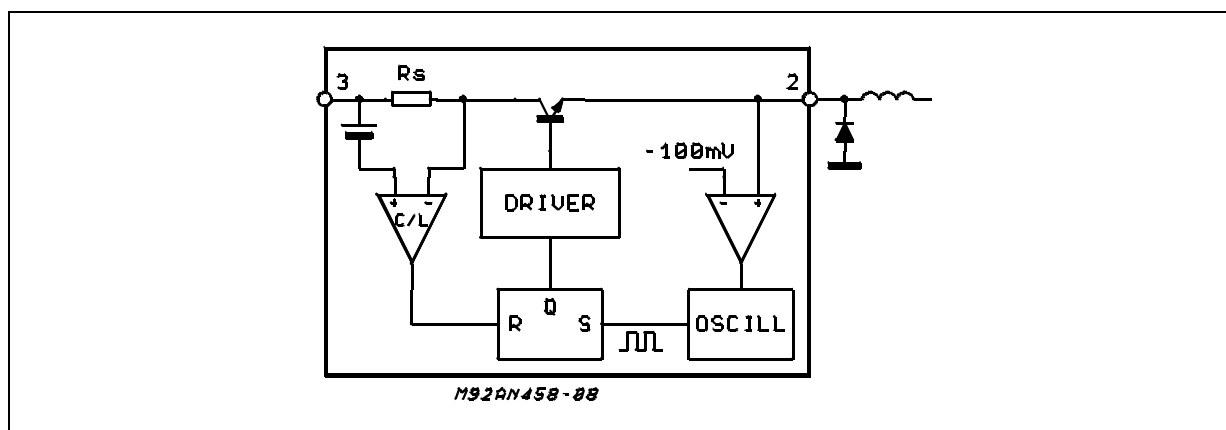 3 Rs 2
-100mV
+ - - +
C/L
DRIVER
Q
R S OSCILL
M92AN458-08